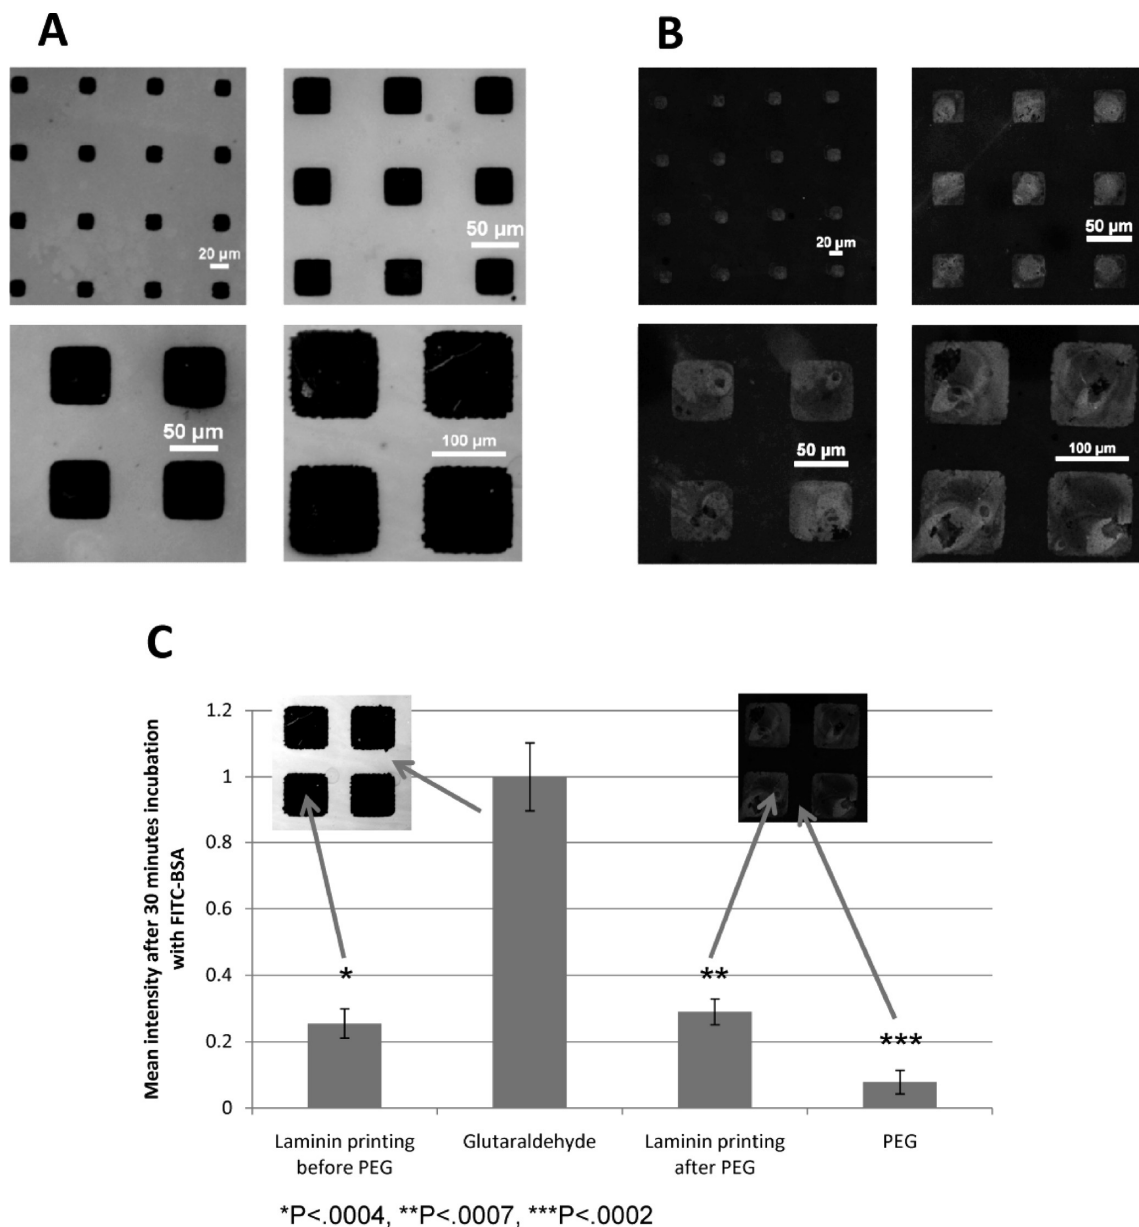 A
B
20 µm
50 µm
20 µm
50 µm
50 µm
100 µm
50 µm
100 µm
C
Mean intensity after 30 minutes incubation
with FITC-BSA
1.2
1
0.8
0.6
0.4
0.2
0
*
**
***
Laminin printing
before PEG
Glutaraldehyde
Laminin printing
after PEG
PEG
*P<.0004, **P<.0007, ***P<.0002